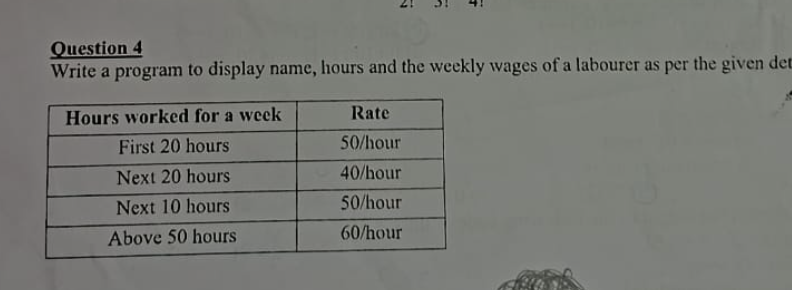 2! 3! 4!
Question 4
Write a program to display name, hours and the weekly wages of a labourer as per the given
Hours worked for a week Rate
First 20 hours 50/hour
Next 20 hours 40/hour
Next 10 hours 50/hour
Above 50 hours 60/hour